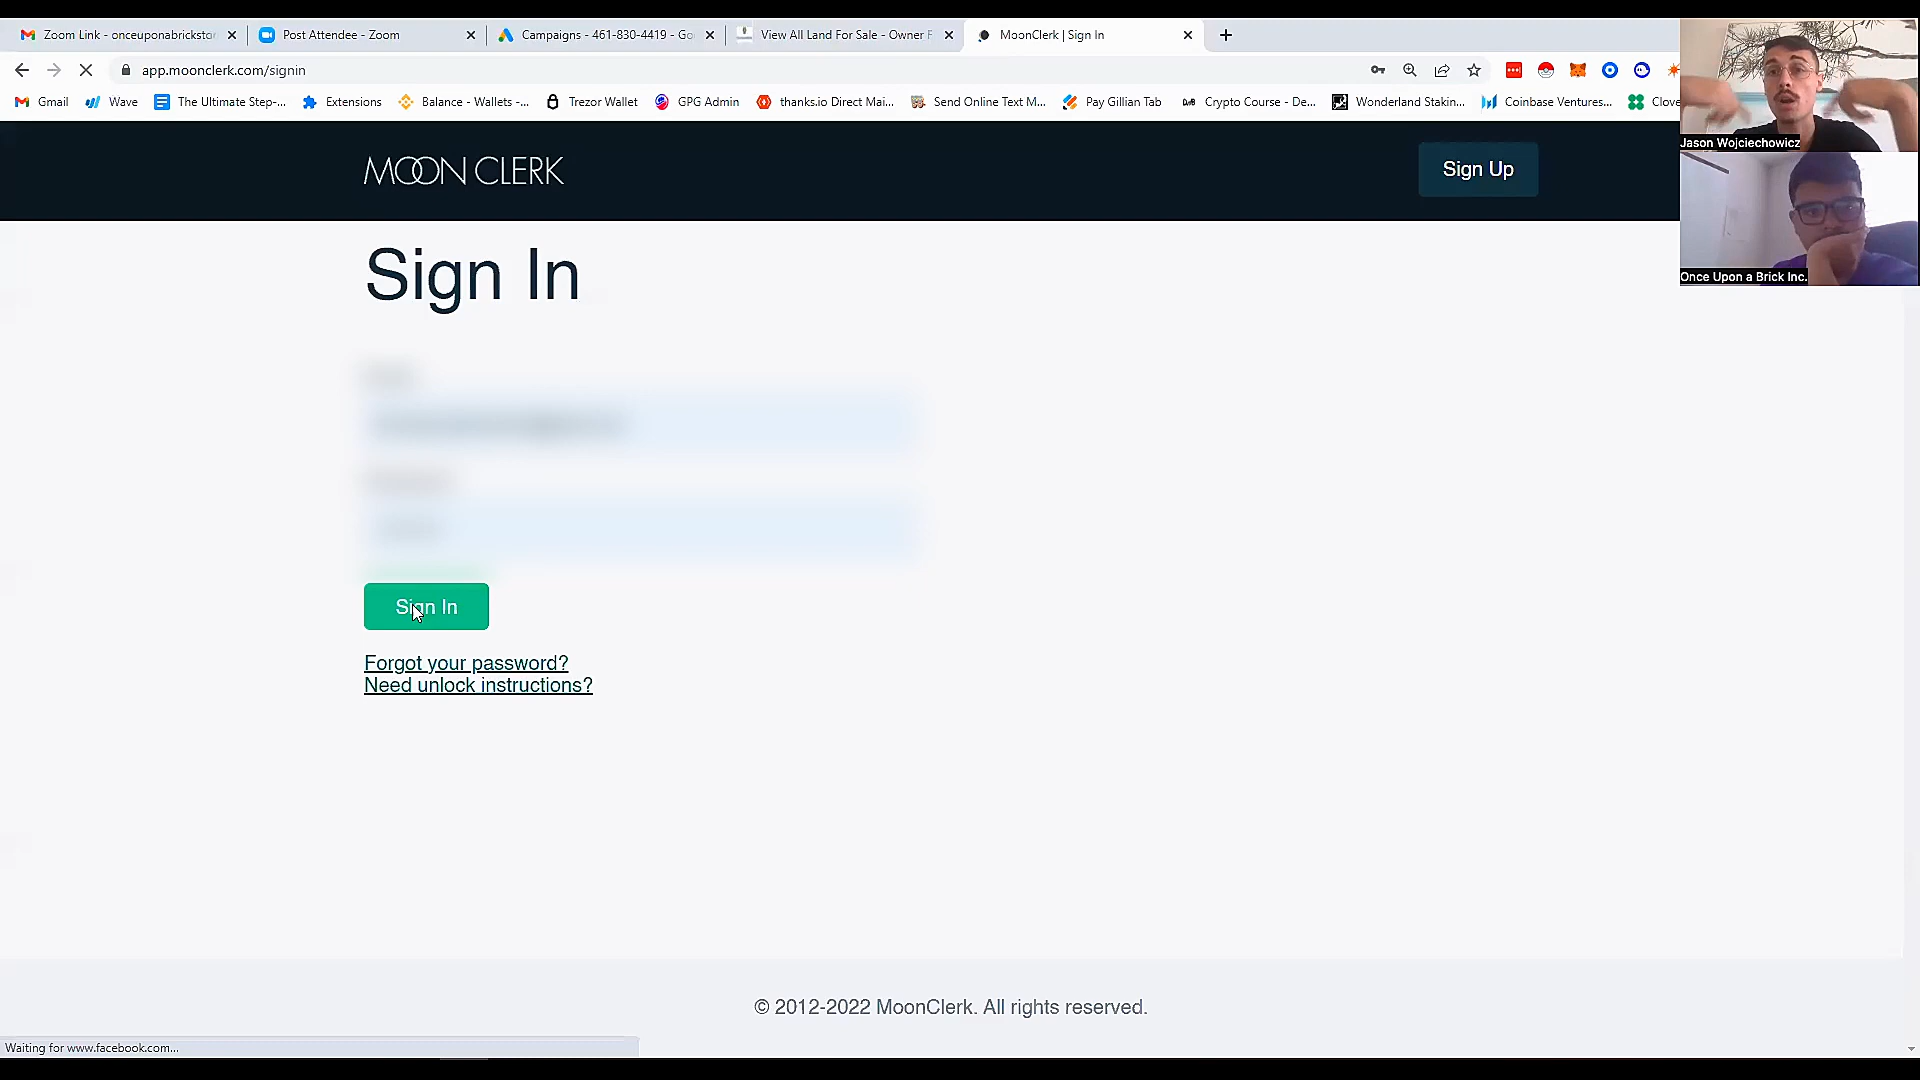 Zoom Link - onceuponabricksto
Post Attendee - Zoom
Campaigns - 461-830-4419 - Go
View All Land For Sale - Owner F
MoonClerk | Sign In
app.moonclerk.com/signin
Gmail
Wave
The Ultimate Step-...
Extensions
Balance - Wallets -...
Trezor Wallet
GPG Admin
thanks.io Direct Mai...
Send Online Text M...
Pay Gillian Tab
Crypto Course - De...
Wonderland Stakin...
Coinbase Ventures...
Clove
Jason Wojciechowicz
Once Upon a Brick Inc.
MOON CLERK
Sign Up
Sign In
Sign In
Forgot your password?
Need unlock instructions?
© 2012-2022 MoonClerk. All rights reserved.
Waiting for www.facebook.com...